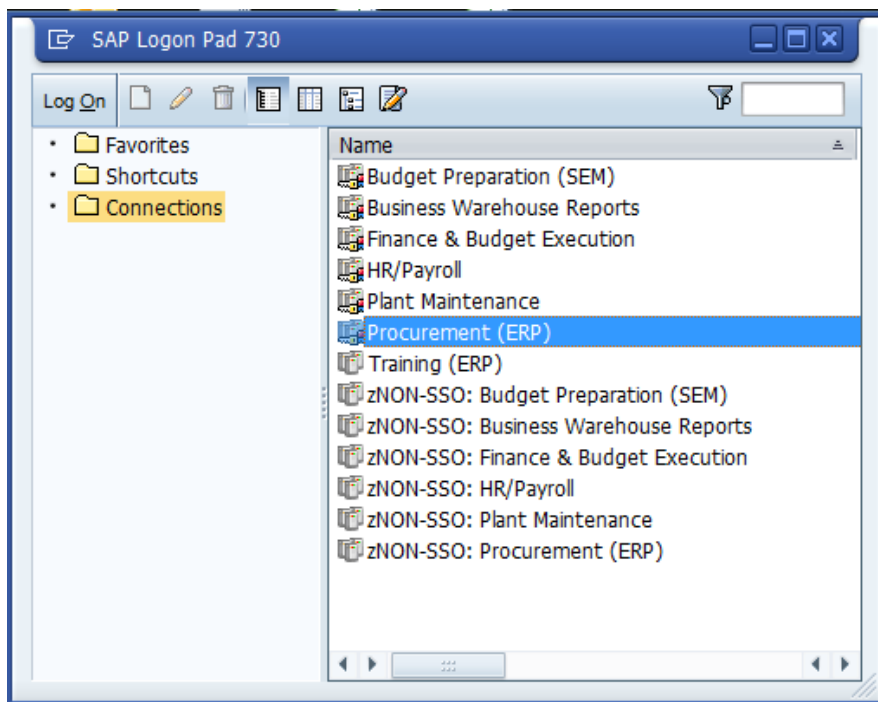 SAP Logon Pad 730
Log On
Favorites
Shortcuts
Connections
Name
Budget Preparation (SEM)
Business Warehouse Reports
Finance & Budget Execution
HR/Payroll
Plant Maintenance
Procurement (ERP)
Training (ERP)
zNON-SSO: Budget Preparation (SEM)
zNON-SSO: Business Warehouse Reports
zNON-SSO: Finance & Budget Execution
zNON-SSO: HR/Payroll
zNON-SSO: Plant Maintenance
zNON-SSO: Procurement (ERP)